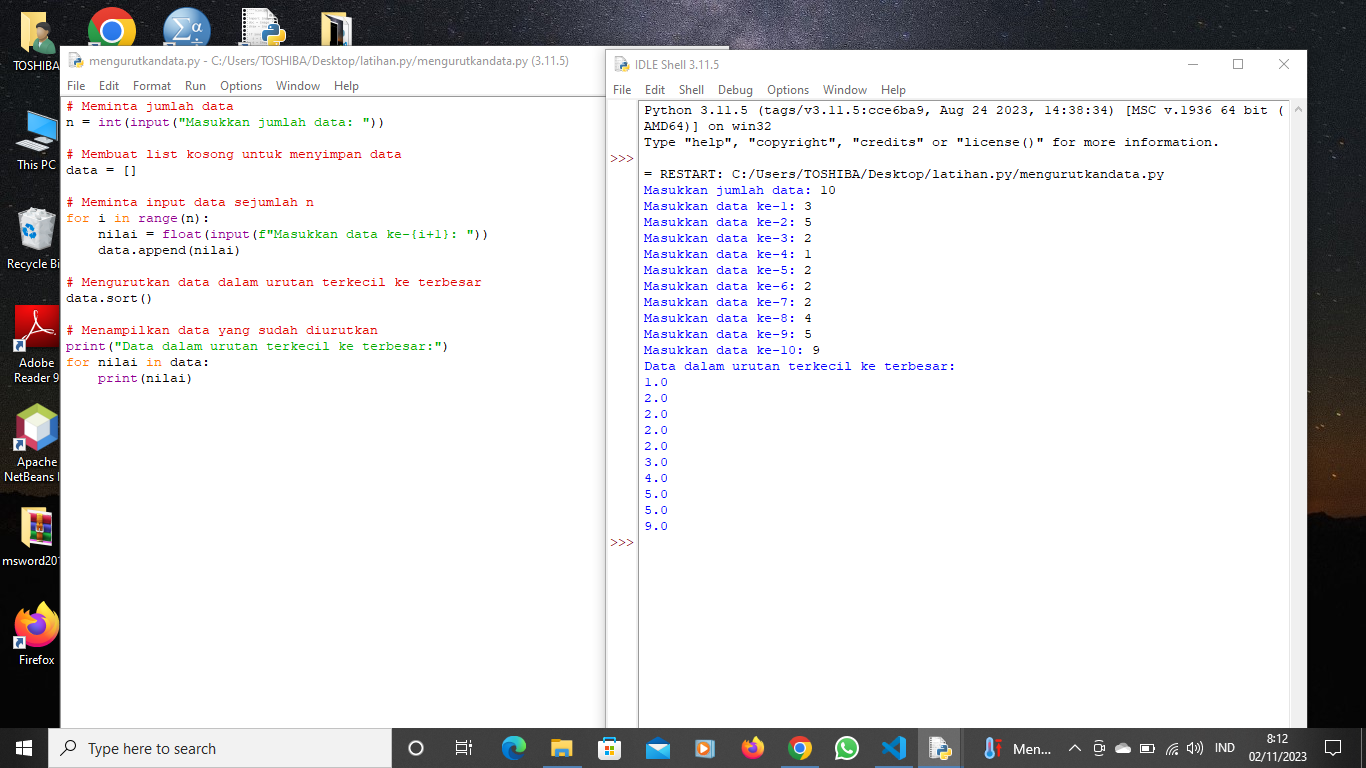 TOSHIBA
This PC
Recycle Bi
Adobe
Reader 9
Apache
NetBeans I
msword20
Firefox
mengurutkandata.py - C:/Users/TOSHIBA/Desktop/latihan.py/mengurutkandata.py (3.11.5)
File Edit Format Run Options Window Help
# Meminta jumlah data
n = int(input("Masukkan jumlah data: "))
# Membuat list kosong untuk menyimpan data
data = []
# Meminta input data sejumlah n
for i in range(n):
    nilai = float(input(f"Masukkan data ke-{i+1}: "))
    data.append(nilai)
# Mengurutkan data dalam urutan terkecil ke terbesar
data.sort()
# Menampilkan data yang sudah diurutkan
print("Data dalam urutan terkecil ke terbesar:")
for nilai in data:
    print(nilai)
IDLE Shell 3.11.5
File Edit Shell Debug Options Window Help
Python 3.11.5 (tags/v3.11.5:cce6ba9, Aug 24 2023, 14:38:34) [MSC v.1936 64 bit (
AMD64)] on win32
Type "help", "copyright", "credits" or "license()" for more information.
>>>
= RESTART: C:/Users/TOSHIBA/Desktop/latihan.py/mengurutkandata.py
Masukkan jumlah data: 10
Masukkan data ke-1: 3
Masukkan data ke-2: 5
Masukkan data ke-3: 2
Masukkan data ke-4: 1
Masukkan data ke-5: 2
Masukkan data ke-6: 2
Masukkan data ke-7: 2
Masukkan data ke-8: 4
Masukkan data ke-9: 5
Masukkan data ke-10: 9
Data dalam urutan terkecil ke terbesar:
1.0
2.0
2.0
2.0
2.0
3.0
4.0
5.0
5.0
9.0
>>>
Type here to search
Men...
IND
8:12
02/11/2023